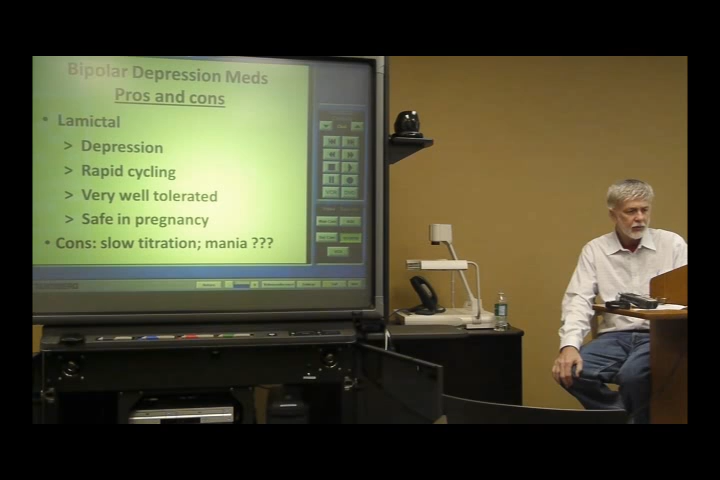 Bipolar Depression Meds
Pros and cons
• Lamictal
> Depression
> Rapid cycling
> Very well tolerated
> Safe in pregnancy
• Cons: slow titration; mania ???